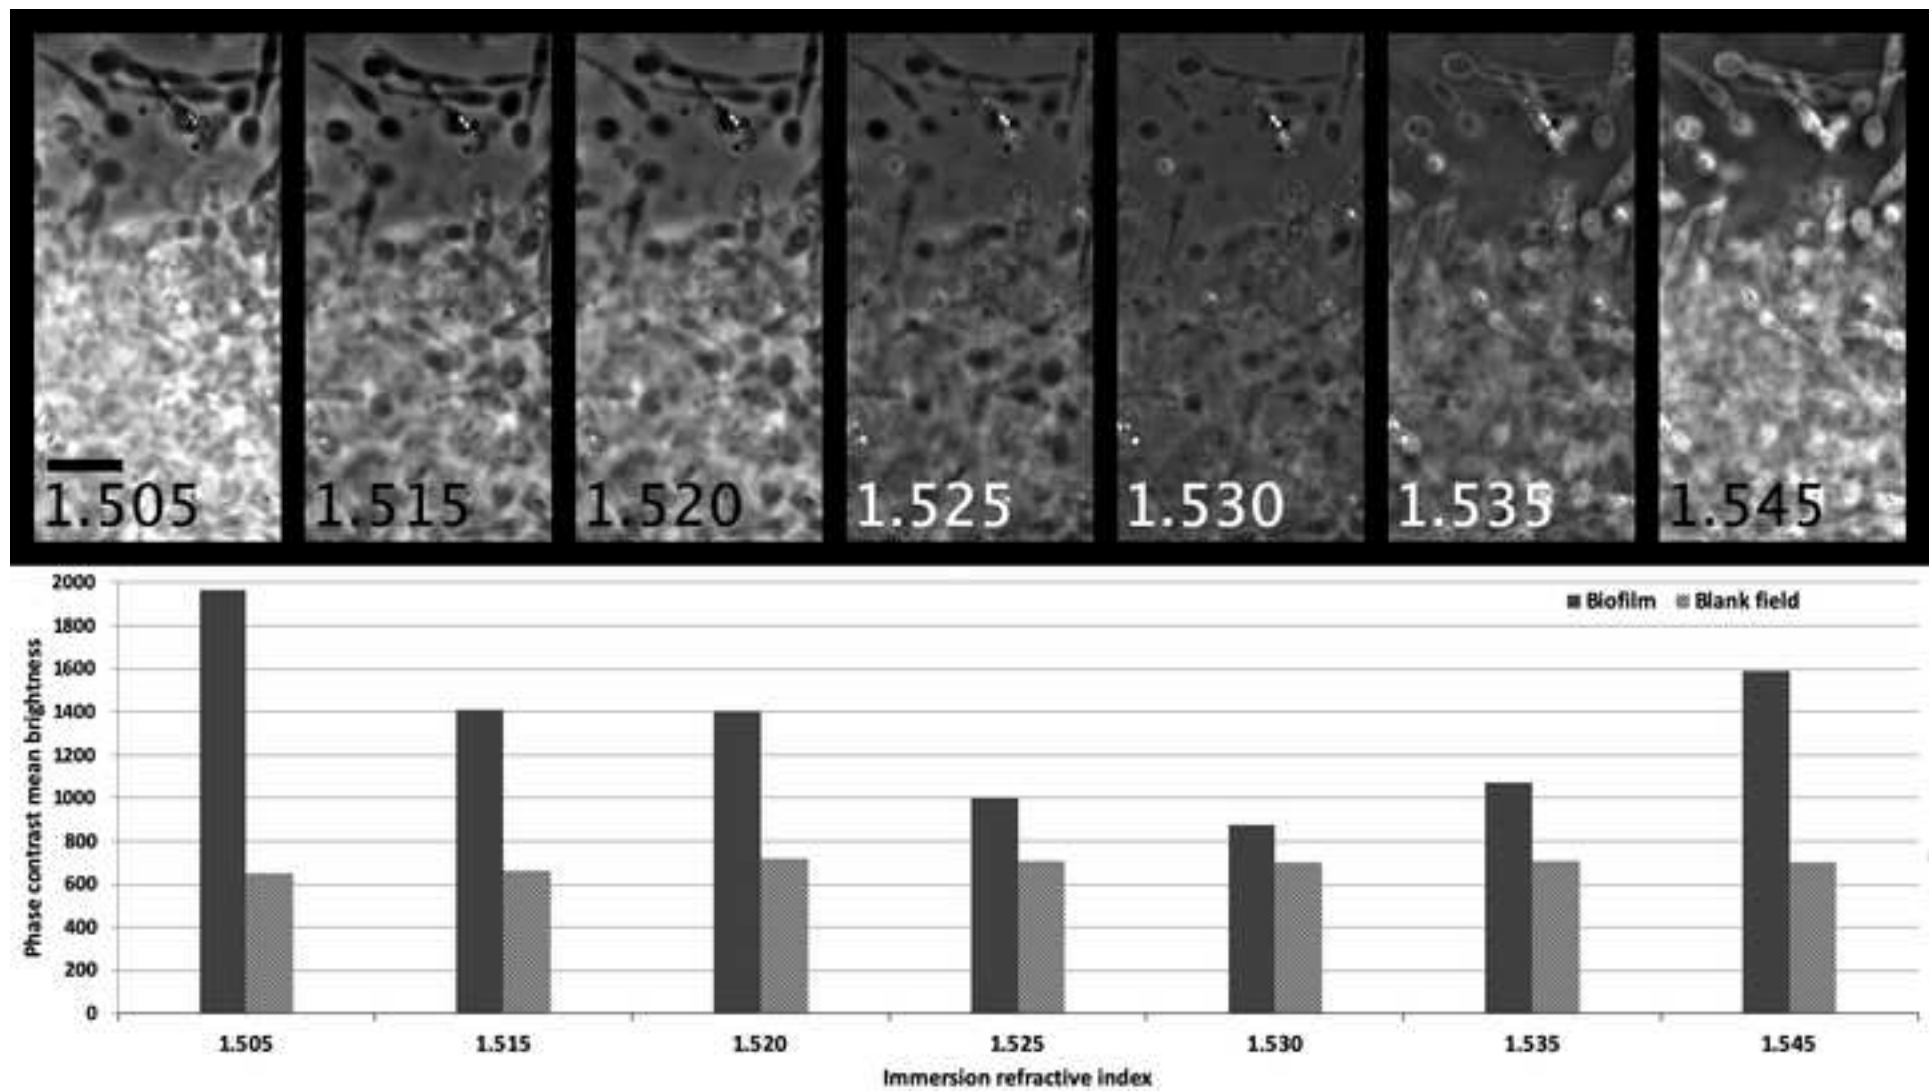 1.505 1.515 1.520 1.525 1.530 1.535 1.545
Phase contrast mean brightness
2000
1800
1600
1400
1200
1000
800
600
400
200
0
Biofilm Blank field
1.505 1.515 1.520 1.525 1.530 1.535 1.545
Immersion refractive index